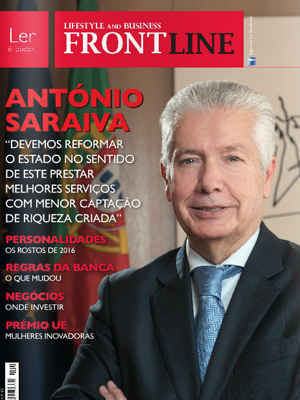 Ler
é poder
LIFESTYLE AND BUSINESS
FRONTLINE
ANTÓNIO
SARAIVA
“DEVEMOS REFORMAR
O ESTADO NO SENTIDO
DE ESTE PRESTAR
MELHORES SERVIÇOS
COM MENOR CAPTAÇÃO
DE RIQUEZA CRIADA”
PERSONALIDADES
OS ROSTOS DE 2016
REGRAS DA BANCA
O QUE MUDOU
NEGÓCIOS
ONDE INVESTIR
PRÉMIO UE
MULHERES INOVADORAS